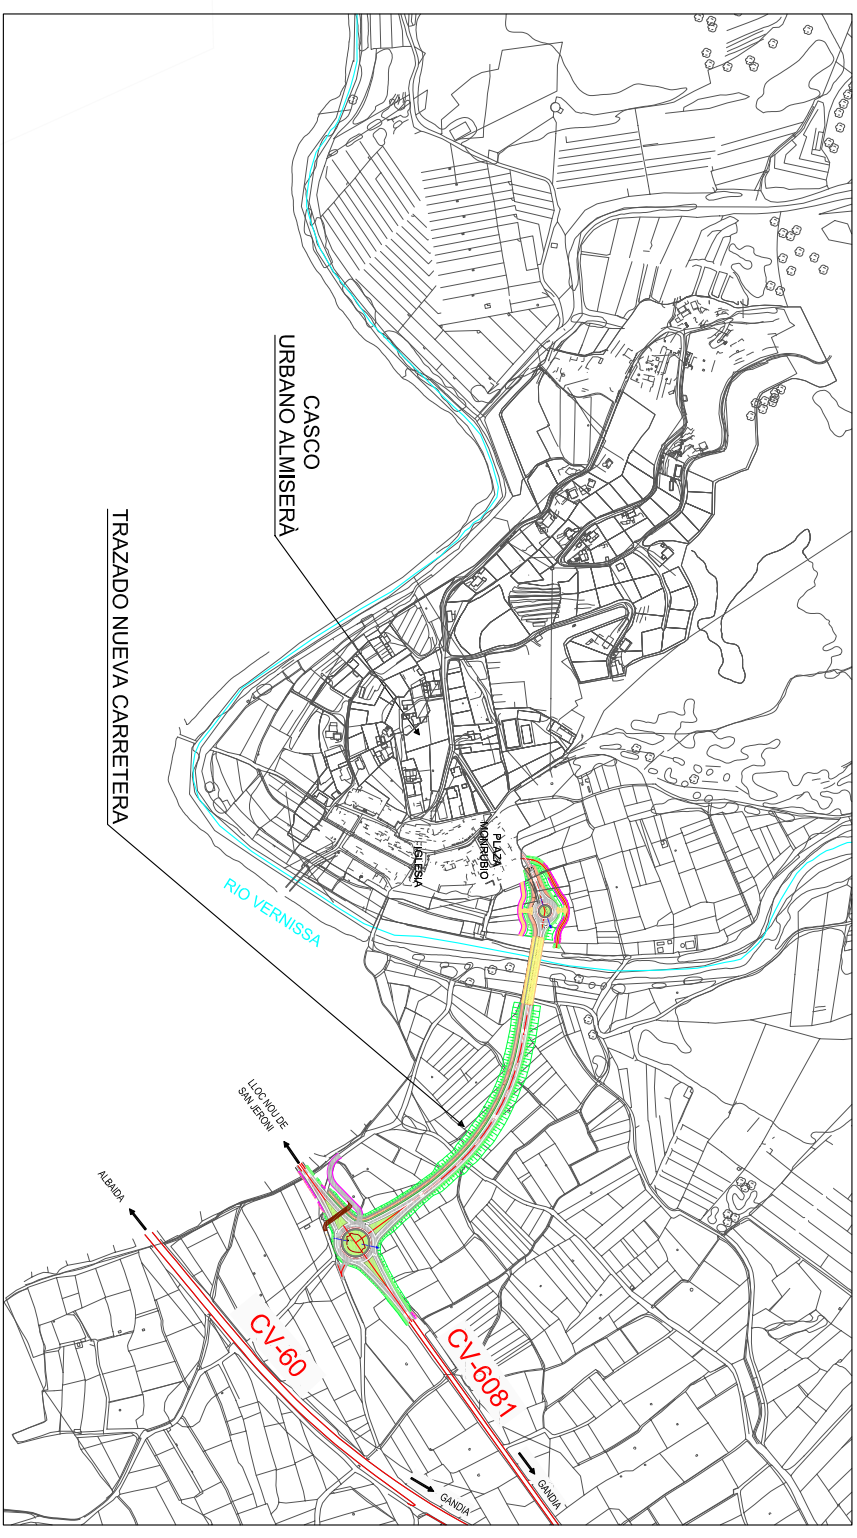 CASCO
URBANO ALMISERÀ
TRAZADO NUEVA CARRETERA
PLAZA
MONRUBIO
IGLESIA
RIO VERNISSA
LLOC NOU DE
SAN JERONI
ALBAIDA
CV-60
CV-6081
GANDIA
GANDIA